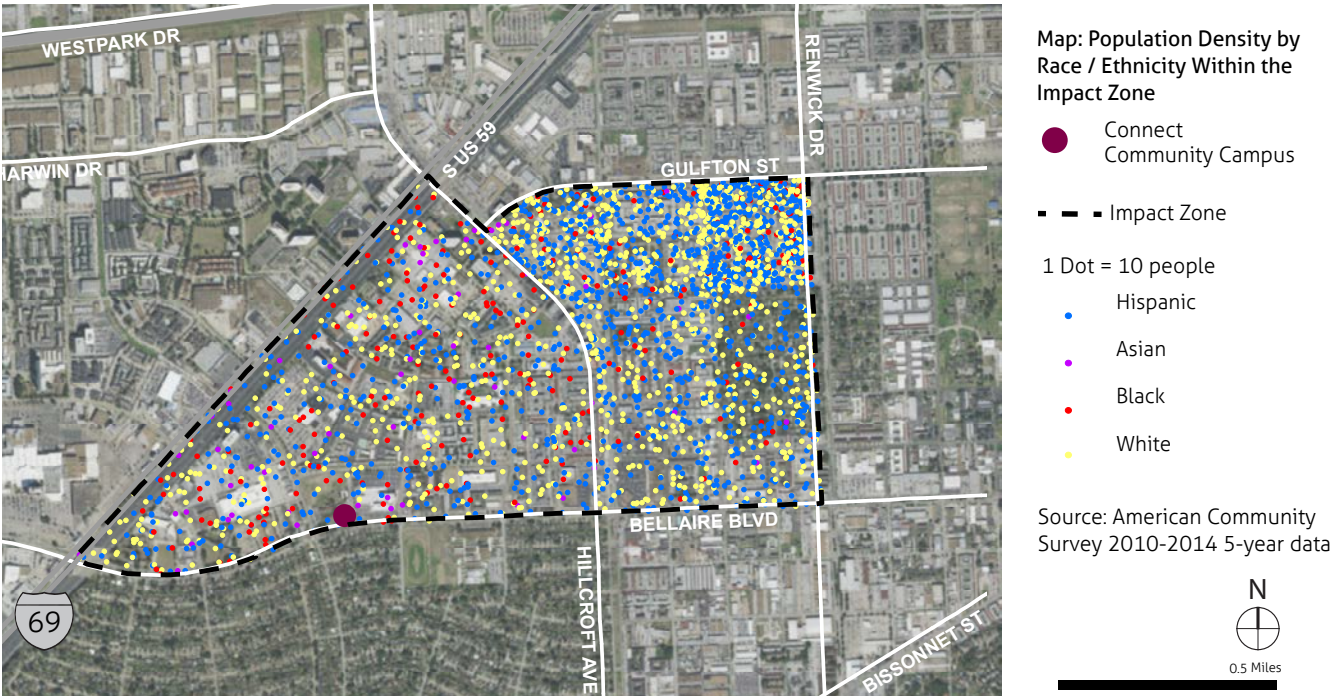 WESTPARK DR
HARWIN DR
S US 59
GULFTON ST
RENWICK DR
BELLAIRE BLVD
HILLCROFT AVE
BISSONNET ST
69
Map: Population Density by
Race / Ethnicity Within the
Impact Zone
Connect
Community Campus
Impact Zone
1 Dot = 10 people
Hispanic
Asian
Black
White
Source: American Community
Survey 2010-2014 5-year data
N
0.5 Miles